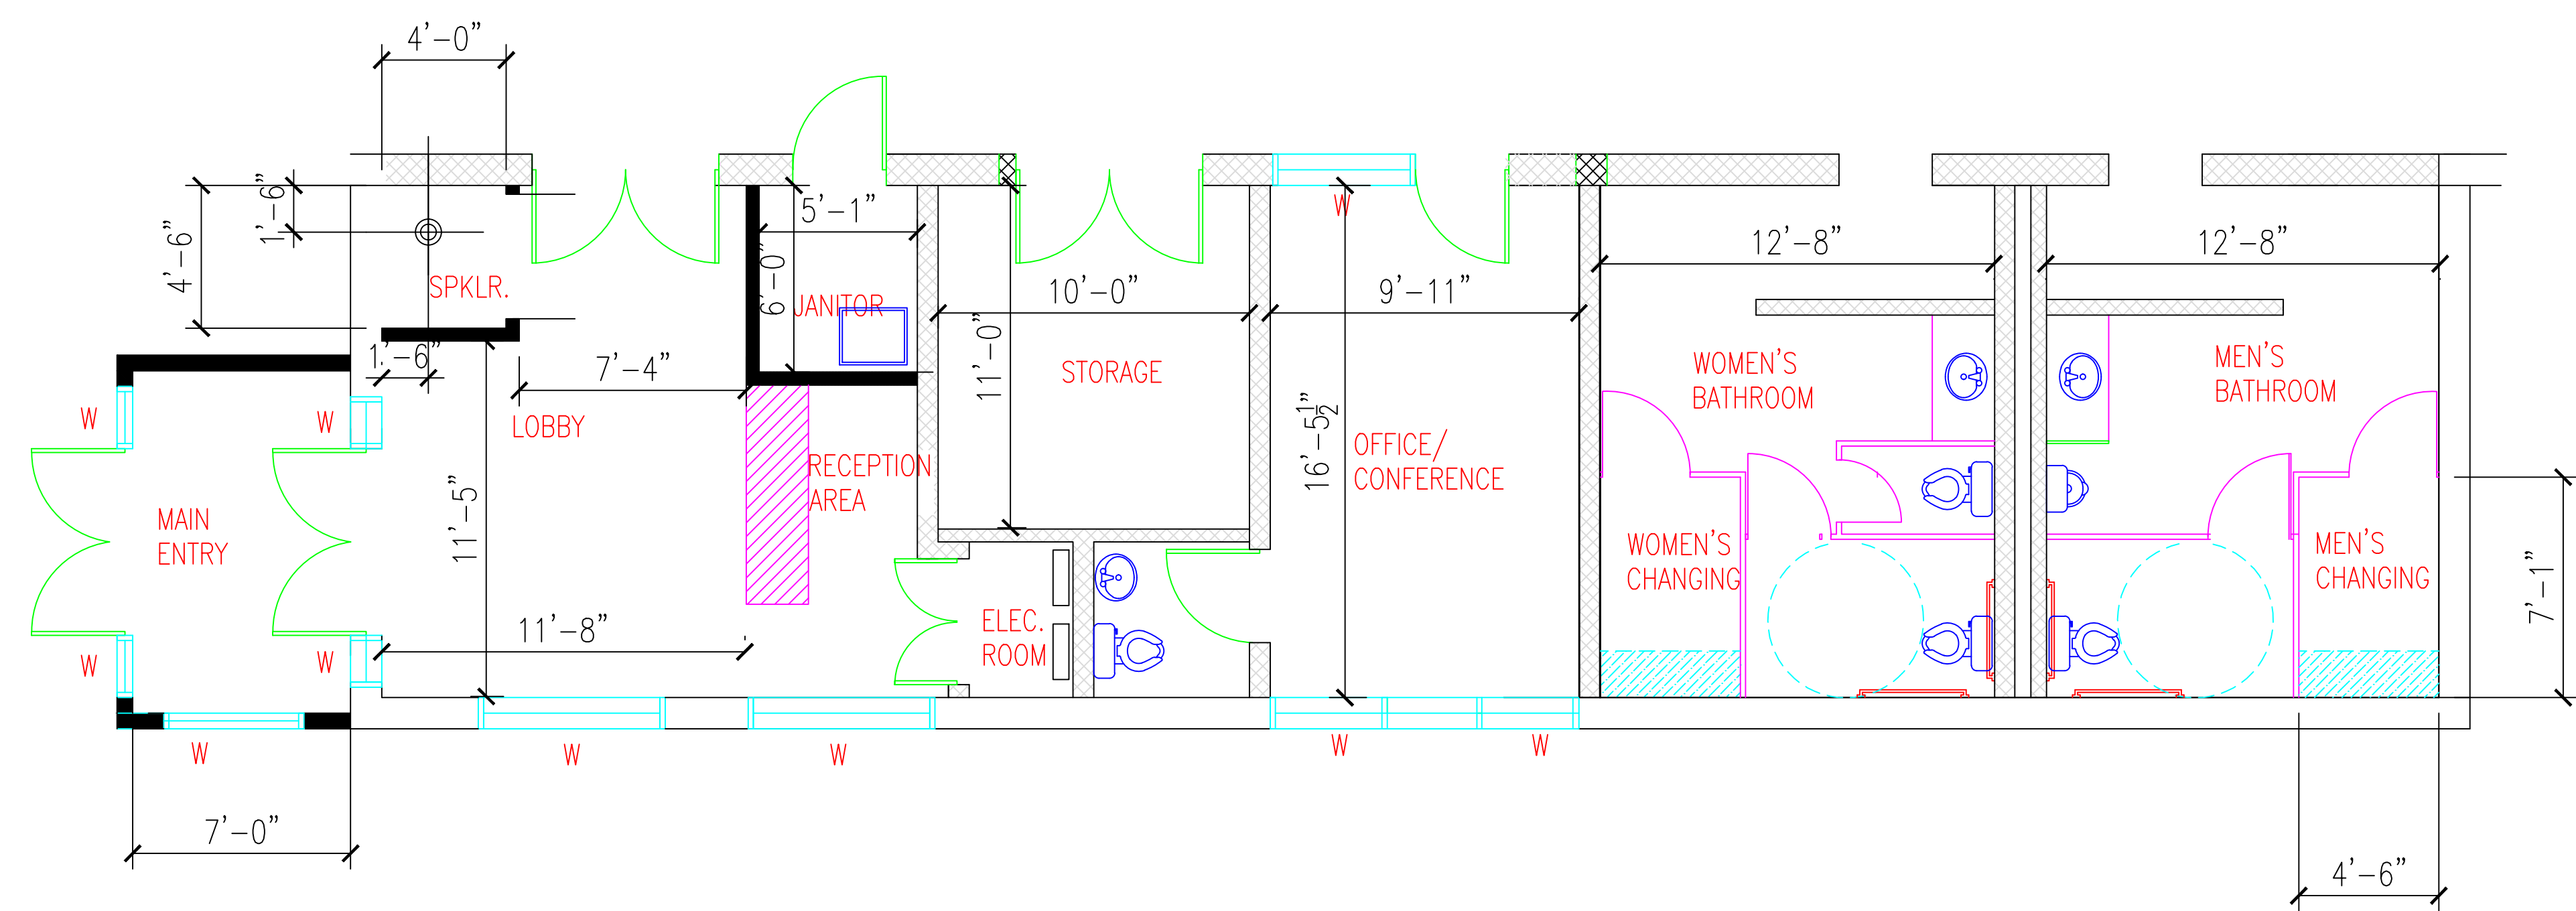 4'-0"
1'-6"
4'-6"
5'-1"
W
12'-8"
12'-8"
6'-0"
SPKLR.
JANITOR
10'-0"
9'-11"
11'-0"
1'-6"
7'-4"
STORAGE
WOMEN'S
BATHROOM
MEN'S
BATHROOM
W
W
LOBBY
16'-5 1/2"
RECEPTION
AREA
OFFICE/
CONFERENCE
MAIN
ENTRY
11'-5"
WOMEN'S
CHANGING
MEN'S
CHANGING
7'-1"
11'-8"
ELEC.
ROOM
W
W
W
W
W
W
W
7'-0"
4'-6"